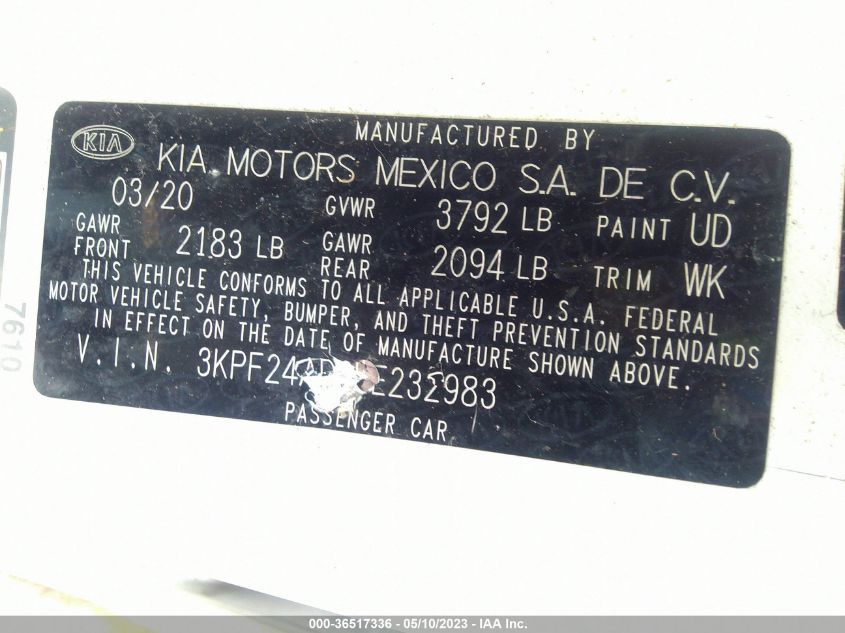 KIA
MANUFACTURED BY
KIA MOTORS MEXICO S.A. DE C.V.
03/20 GVWR 3792 LB PAINT UD
GAWR FRONT 2183 LB GAWR REAR 2094 LB TRIM WK
THIS VEHICLE CONFORMS TO ALL APPLICABLE U.S.A. FEDERAL
MOTOR VEHICLE SAFETY, BUMPER, AND THEFT PREVENTION STANDARDS
IN EFFECT ON THE DATE OF MANUFACTURE SHOWN ABOVE.
V.I.N.
PASSENGER CAR
7610
000-36517336 - 05/10/2023 - IAA Inc.